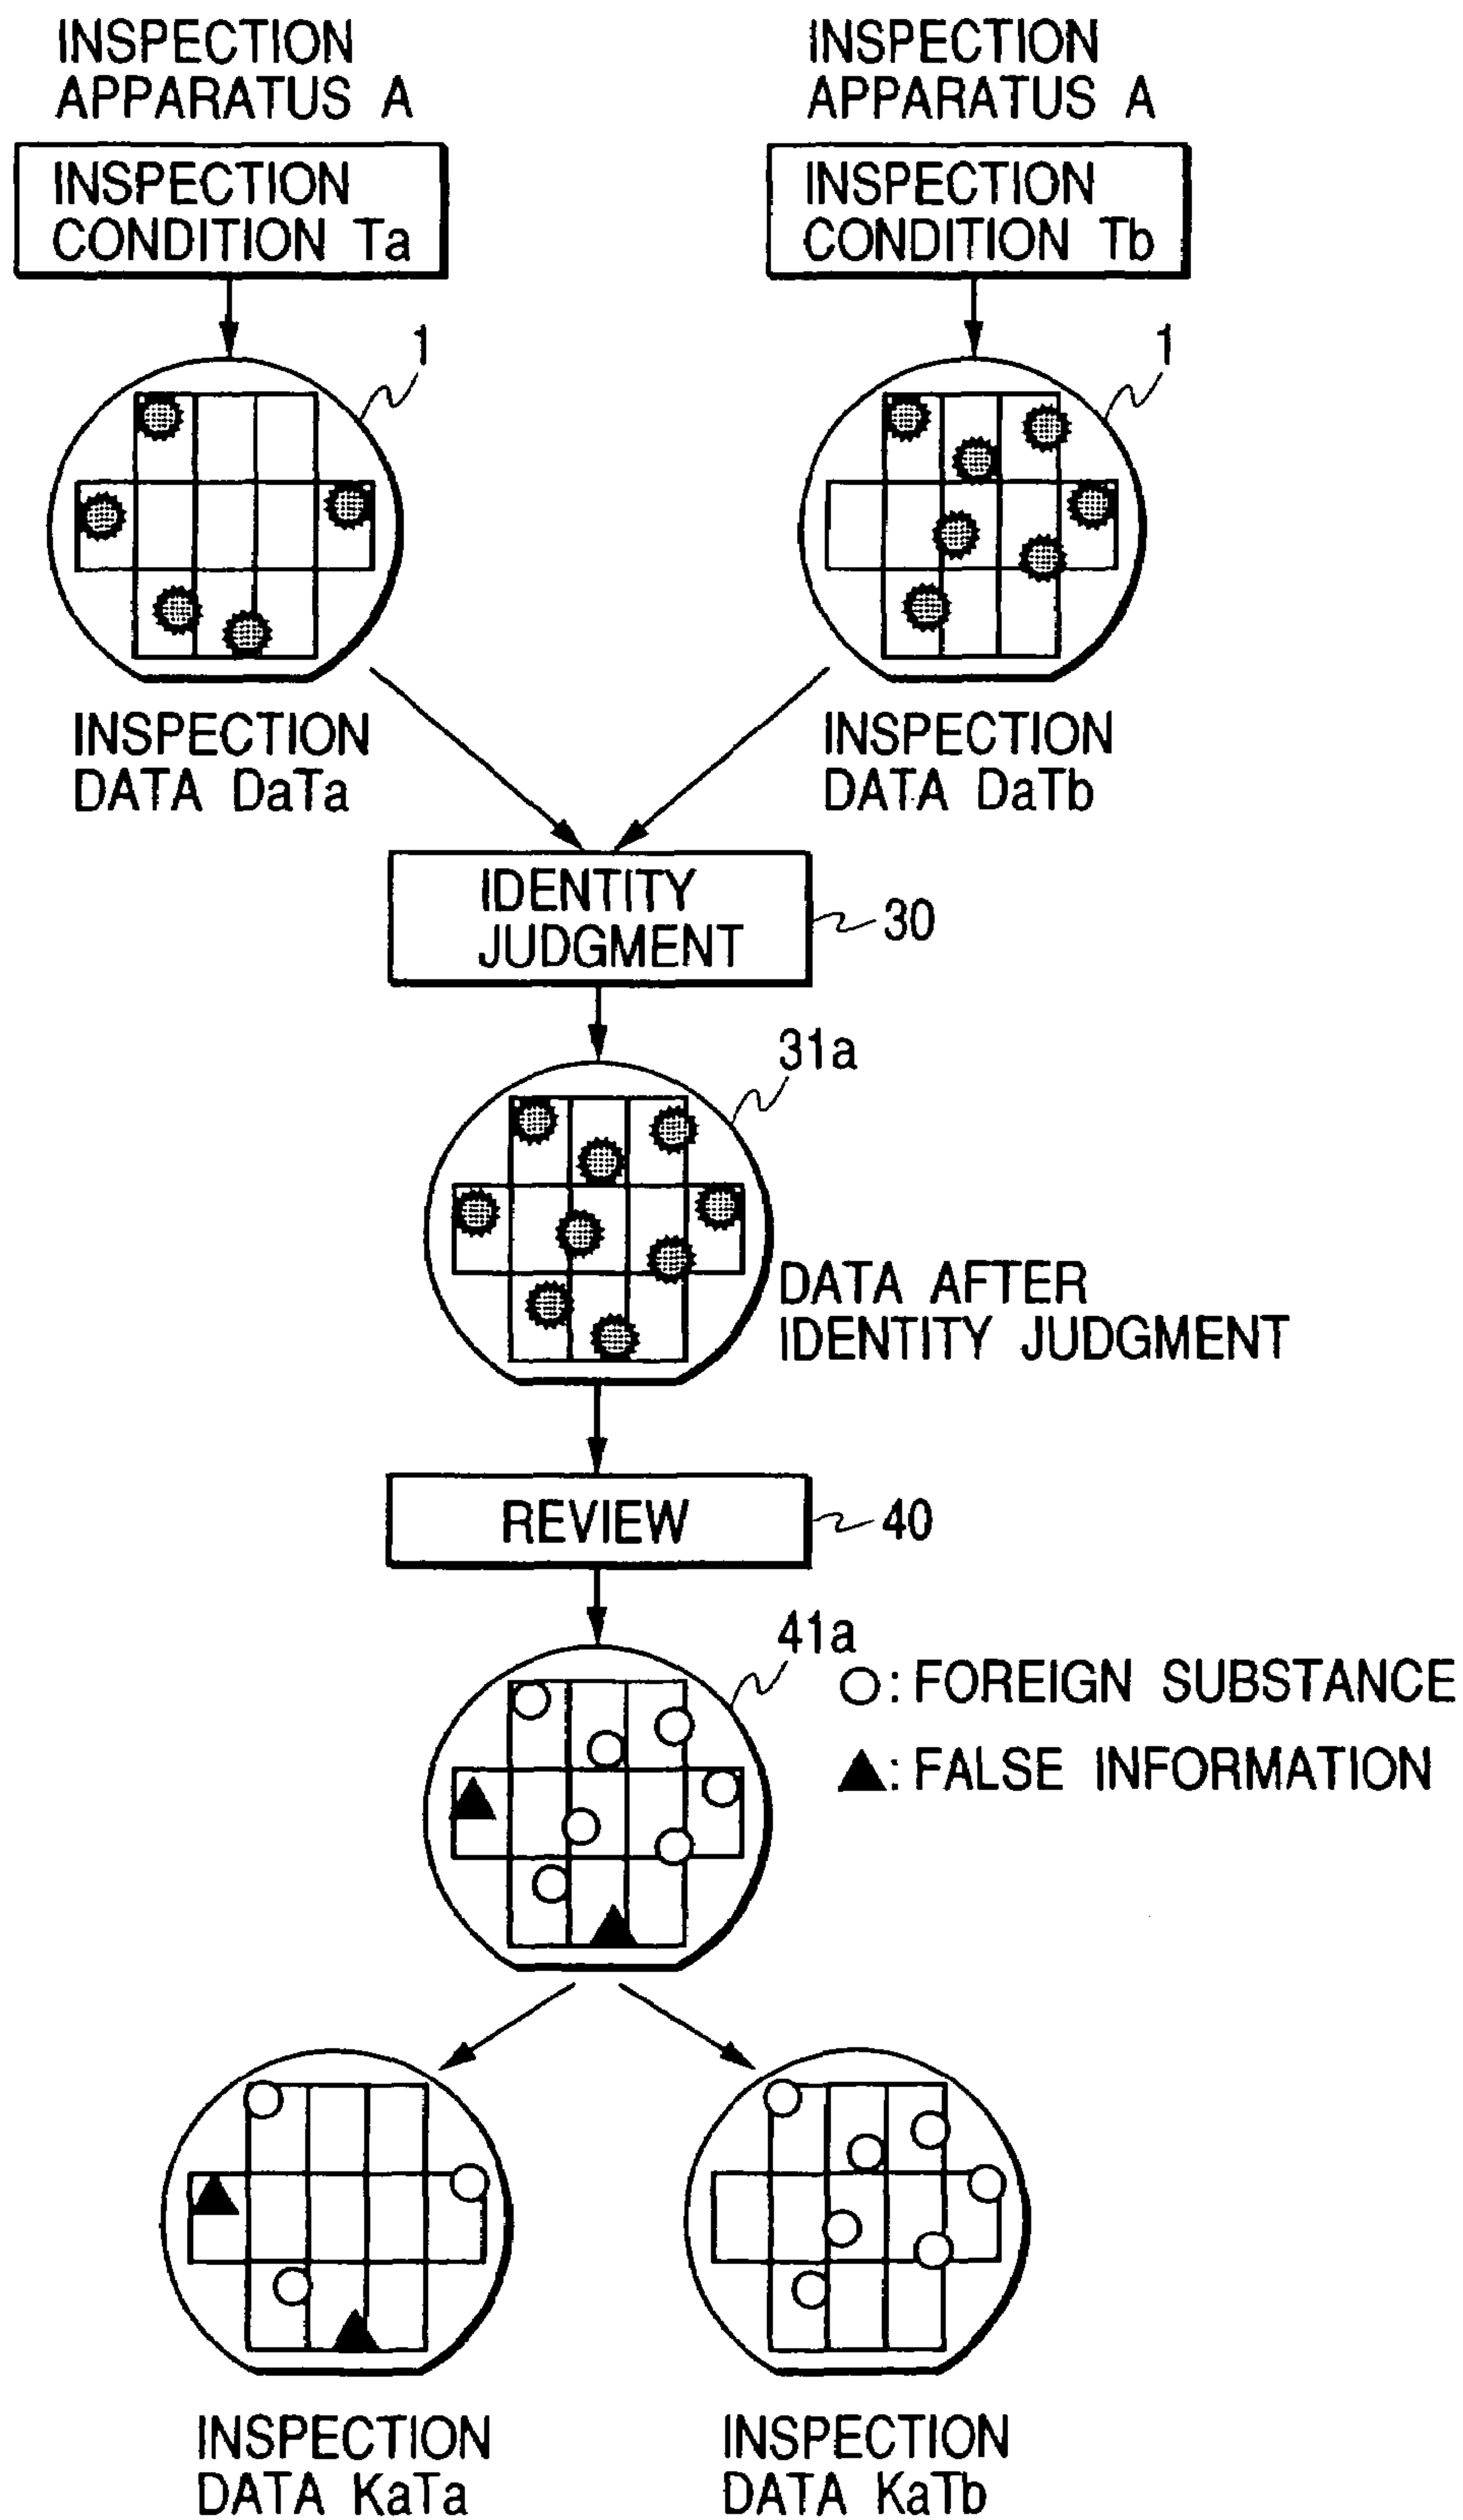 INSPECTION
APPARATUS A
INSPECTION
APPARATUS A
INSPECTION
CONDITION Ta
INSPECTION
CONDITION Tb
1
1
INSPECTION
DATA DaTa
INSPECTION
DATA DaTb
IDENTITY
JUDGMENT
30
31a
DATA AFTER
IDENTITY JUDGMENT
REVIEW
40
41a
○: FOREIGN SUBSTANCE
▲: FALSE INFORMATION
INSPECTION
DATA KaTa
INSPECTION
DATA KaTb